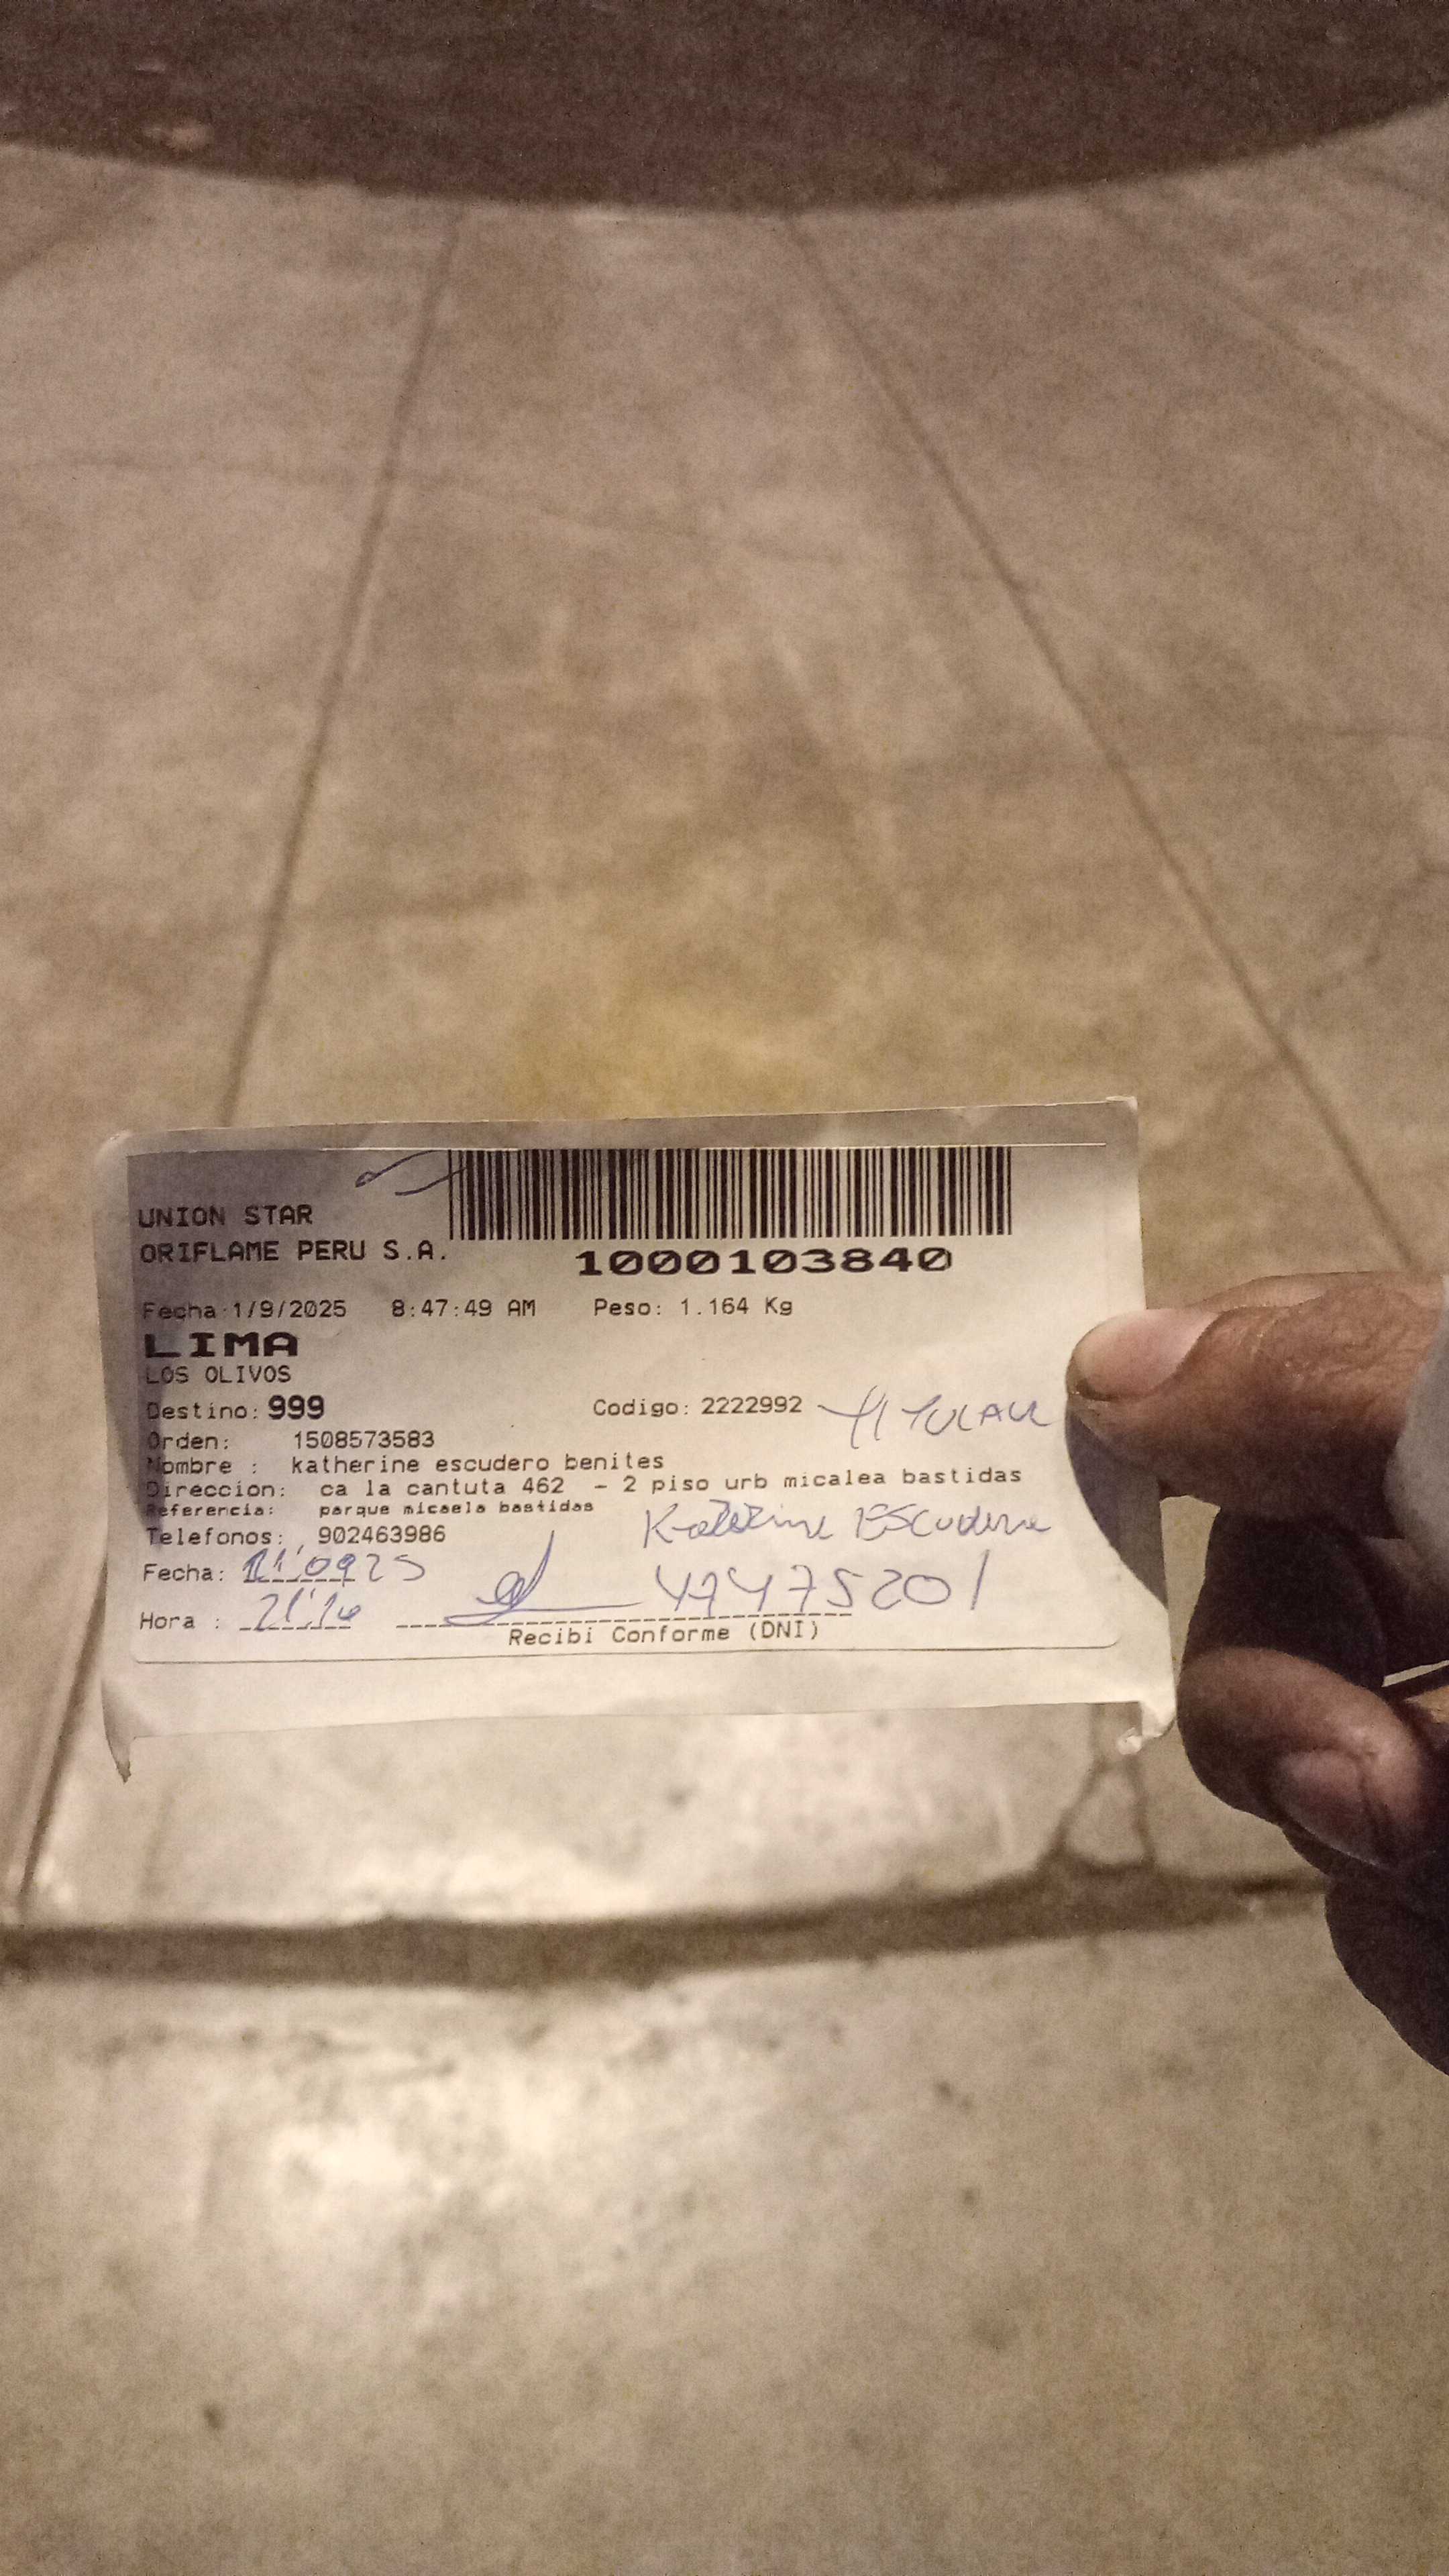 UNION STAR
ORIFLAME PERU S.A.
1000103840
Fecha:1/9/2025 8:47:49 AM Peso: 1.164 Kg
LIMA
LOS OLIVOS
Destino: 999 Codigo: 2222992 TITULAR
Orden: 1508573583
Nombre : katherine escudero benites
Direccion: ca la cantuta 462 - 2 piso urb micalea bastidas
Referencia: parque micaela bastidas
Telefonos: , 902463986 Escudero
Fecha:
Hora : 47475201
Recibi Conforme (DNI)